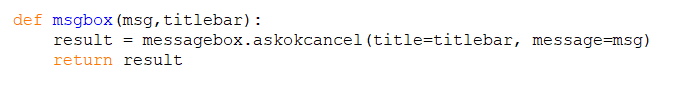 def msgbox(msg,titlebar):
    result = messagebox.askokcancel(title=titlebar, message=msg)
    return result